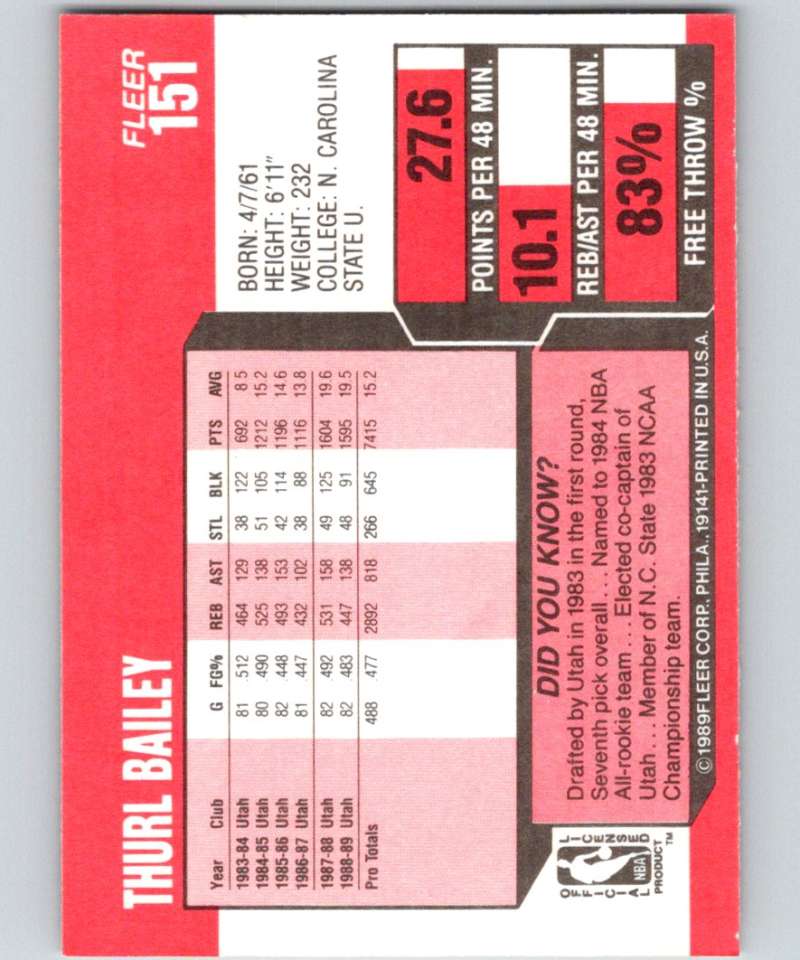 THURL BAILEY
FLEER
151
Year Club G FG% REB AST STL BLK PTS AVG
1983-84 Utah 81 .512 464 129 38 122 692 8.5
1984-85 Utah 80 .490 525 138 51 105 1212 15.2
1985-86 Utah 82 .448 493 153 42 114 1196 14.6
1986-87 Utah 81 .447 432 102 38 88 1116 13.8
1987-88 Utah 82 .492 531 158 49 125 1604 19.6
1988-89 Utah 82 .483 447 138 48 91 1595 19.5
Pro Totals 488 .477 2892 818 266 645 7415 15.2
BORN: 4/7/61
HEIGHT: 6'11"
WEIGHT: 232
COLLEGE: N. CAROLINA
STATE U.
27.6
POINTS PER 48 MIN.
10.1
REB/AST PER 48 MIN.
83%
FREE THROW %
DID YOU KNOW?
Drafted by Utah in 1983 in the first round,
Seventh pick overall... Named to 1984 NBA
All-rookie team... Elected co-captain of
Utah... Member of N.C. State 1983 NCAA
Championship team.
OFFICIAL LICENSED
NBA
PRODUCT™
©1989FLEER CORP., PHILA., 19141-PRINTED IN U.S.A.